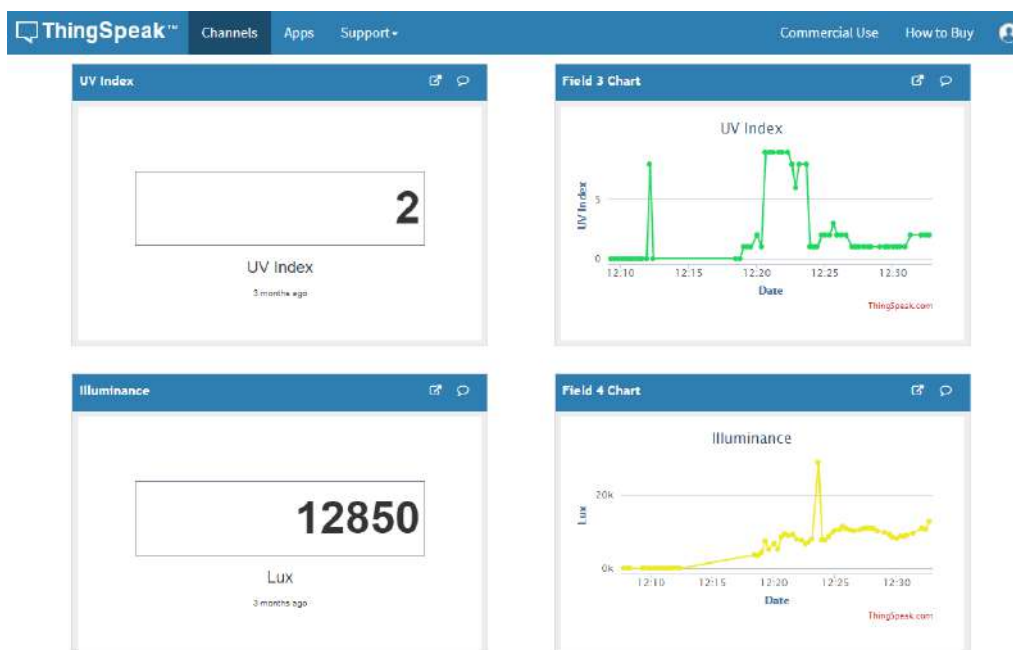 ThingSpeak™ Channels Apps Support Commercial Use How to Buy
UV Index
2
UV Index
3 months ago
Field 3 Chart
UV Index
UV Index
5
0
12:10 12:15 12:20 12:25 12:30
Date
ThingSpeak.com
Illuminance
12850
Lux
3 months ago
Field 4 Chart
Illuminance
Lux
20k
0k
12:10 12:15 12:20 12:25 12:30
Date
ThingSpeak.com